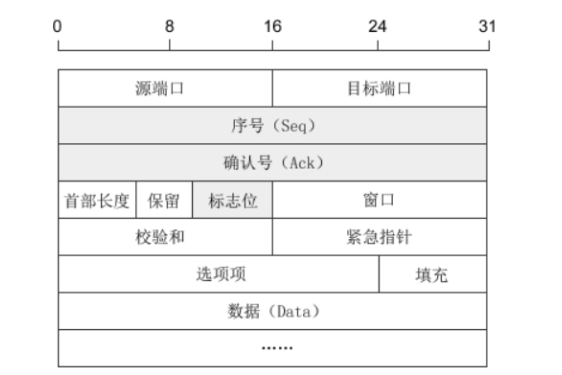 0 8 16 24 31
源端口 目标端口
序号（Seq）
确认号（Ack）
首部长度 保留 标志位 窗口
校验和 紧急指针
选项项 填充
数据（Data）
……